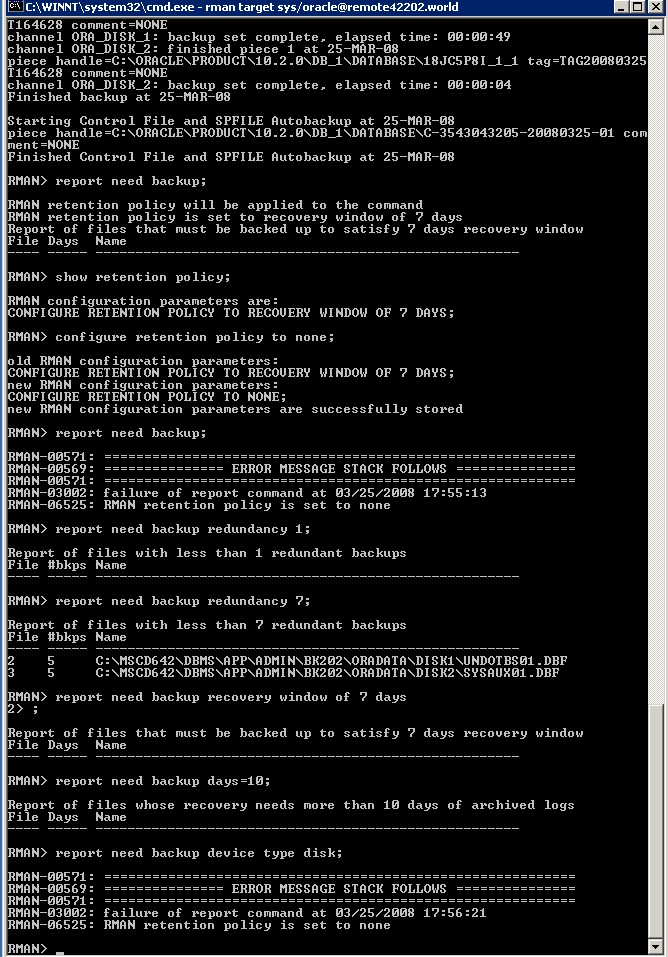 C:\WINNT\system32\cmd.exe - rman target sys/oracle@remote42202.world
T164628 comment=NONE
channel ORA_DISK_1: backup set complete, elapsed time: 00:00:49
channel ORA_DISK_2: finished piece 1 at 25-MAR-08
piece handle=C:\ORACLE\PRODUCT\10.2.0\DB_1\DATABASE\18JC5P8I_1_1 tag=TAG20080325
T164628 comment=NONE
channel ORA_DISK_2: backup set complete, elapsed time: 00:00:04
Finished backup at 25-MAR-08
Starting Control File and SPFILE Autobackup at 25-MAR-08
piece handle=C:\ORACLE\PRODUCT\10.2.0\DB_1\DATABASE\C-3543043205-20080325-01 com
ment=NONE
Finished Control File and SPFILE Autobackup at 25-MAR-08
RMAN> report need backup;
RMAN retention policy will be applied to the command
RMAN retention policy is set to recovery window of 7 days
Report of files that must be backed up to satisfy 7 days recovery window
File Days  Name
---- ----- -----------------------------------------------------
RMAN> show retention policy;
RMAN configuration parameters are:
CONFIGURE RETENTION POLICY TO RECOVERY WINDOW OF 7 DAYS;
RMAN> configure retention policy to none;
old RMAN configuration parameters:
CONFIGURE RETENTION POLICY TO RECOVERY WINDOW OF 7 DAYS;
new RMAN configuration parameters:
CONFIGURE RETENTION POLICY TO NONE;
new RMAN configuration parameters are successfully stored
RMAN> report need backup;
RMAN-00571: ===========================================================
RMAN-00569: =============== ERROR MESSAGE STACK FOLLOWS ===============
RMAN-00571: ===========================================================
RMAN-03002: failure of report command at 03/25/2008 17:55:13
RMAN-06525: RMAN retention policy is set to none
RMAN> report need backup redundancy 1;
Report of files with less than 1 redundant backups
File #bkps Name
---- ----- -----------------------------------------------------
RMAN> report need backup redundancy 7;
Report of files with less than 7 redundant backups
File #bkps Name
---- ----- -----------------------------------------------------
2    5     C:\MSCD642\DBMS\APP\ADMIN\BK202\ORADATA\DISK1\UNDOTBS01.DBF
3    5     C:\MSCD642\DBMS\APP\ADMIN\BK202\ORADATA\DISK2\SYSAUX01.DBF
RMAN> report need backup recovery window of 7 days
2> ;
Report of files that must be backed up to satisfy 7 days recovery window
File Days  Name
---- ----- -----------------------------------------------------
RMAN> report need backup days=10;
Report of files whose recovery needs more than 10 days of archived logs
File Days  Name
---- ----- -----------------------------------------------------
RMAN> report need backup device type disk;
RMAN-00571: ===========================================================
RMAN-00569: =============== ERROR MESSAGE STACK FOLLOWS ===============
RMAN-00571: ===========================================================
RMAN-03002: failure of report command at 03/25/2008 17:56:21
RMAN-06525: RMAN retention policy is set to none
RMAN> _